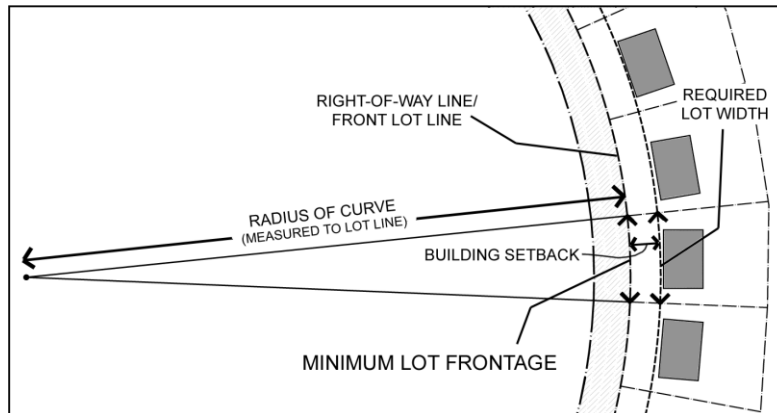 RIGHT-OF-WAY LINE/
FRONT LOT LINE
REQUIRED
LOT WIDTH
RADIUS OF CURVE
(MEASURED TO LOT LINE)
BUILDING SETBACK
MINIMUM LOT FRONTAGE